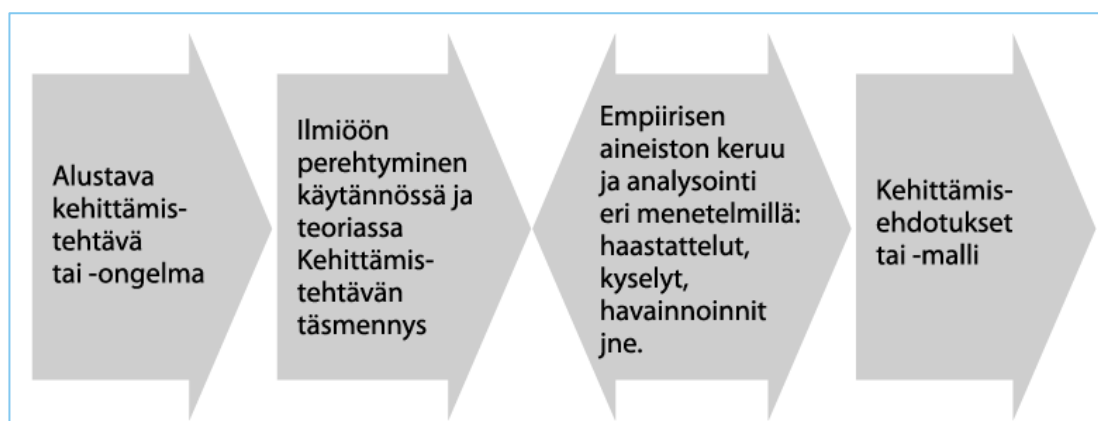 Alustava
kehittämis-
tehtävä
tai -ongelma
Ilmiöön
perehtyminen
käytännössä ja
teoriassa
Kehittämis-
tehtävän
täsmennys
Empiirisen
aineiston keruu
ja analysointi
eri menetelmillä:
haastattelut,
kyselyt,
havainnoinnit
jne.
Kehittämis-
ehdotukset
tai -malli